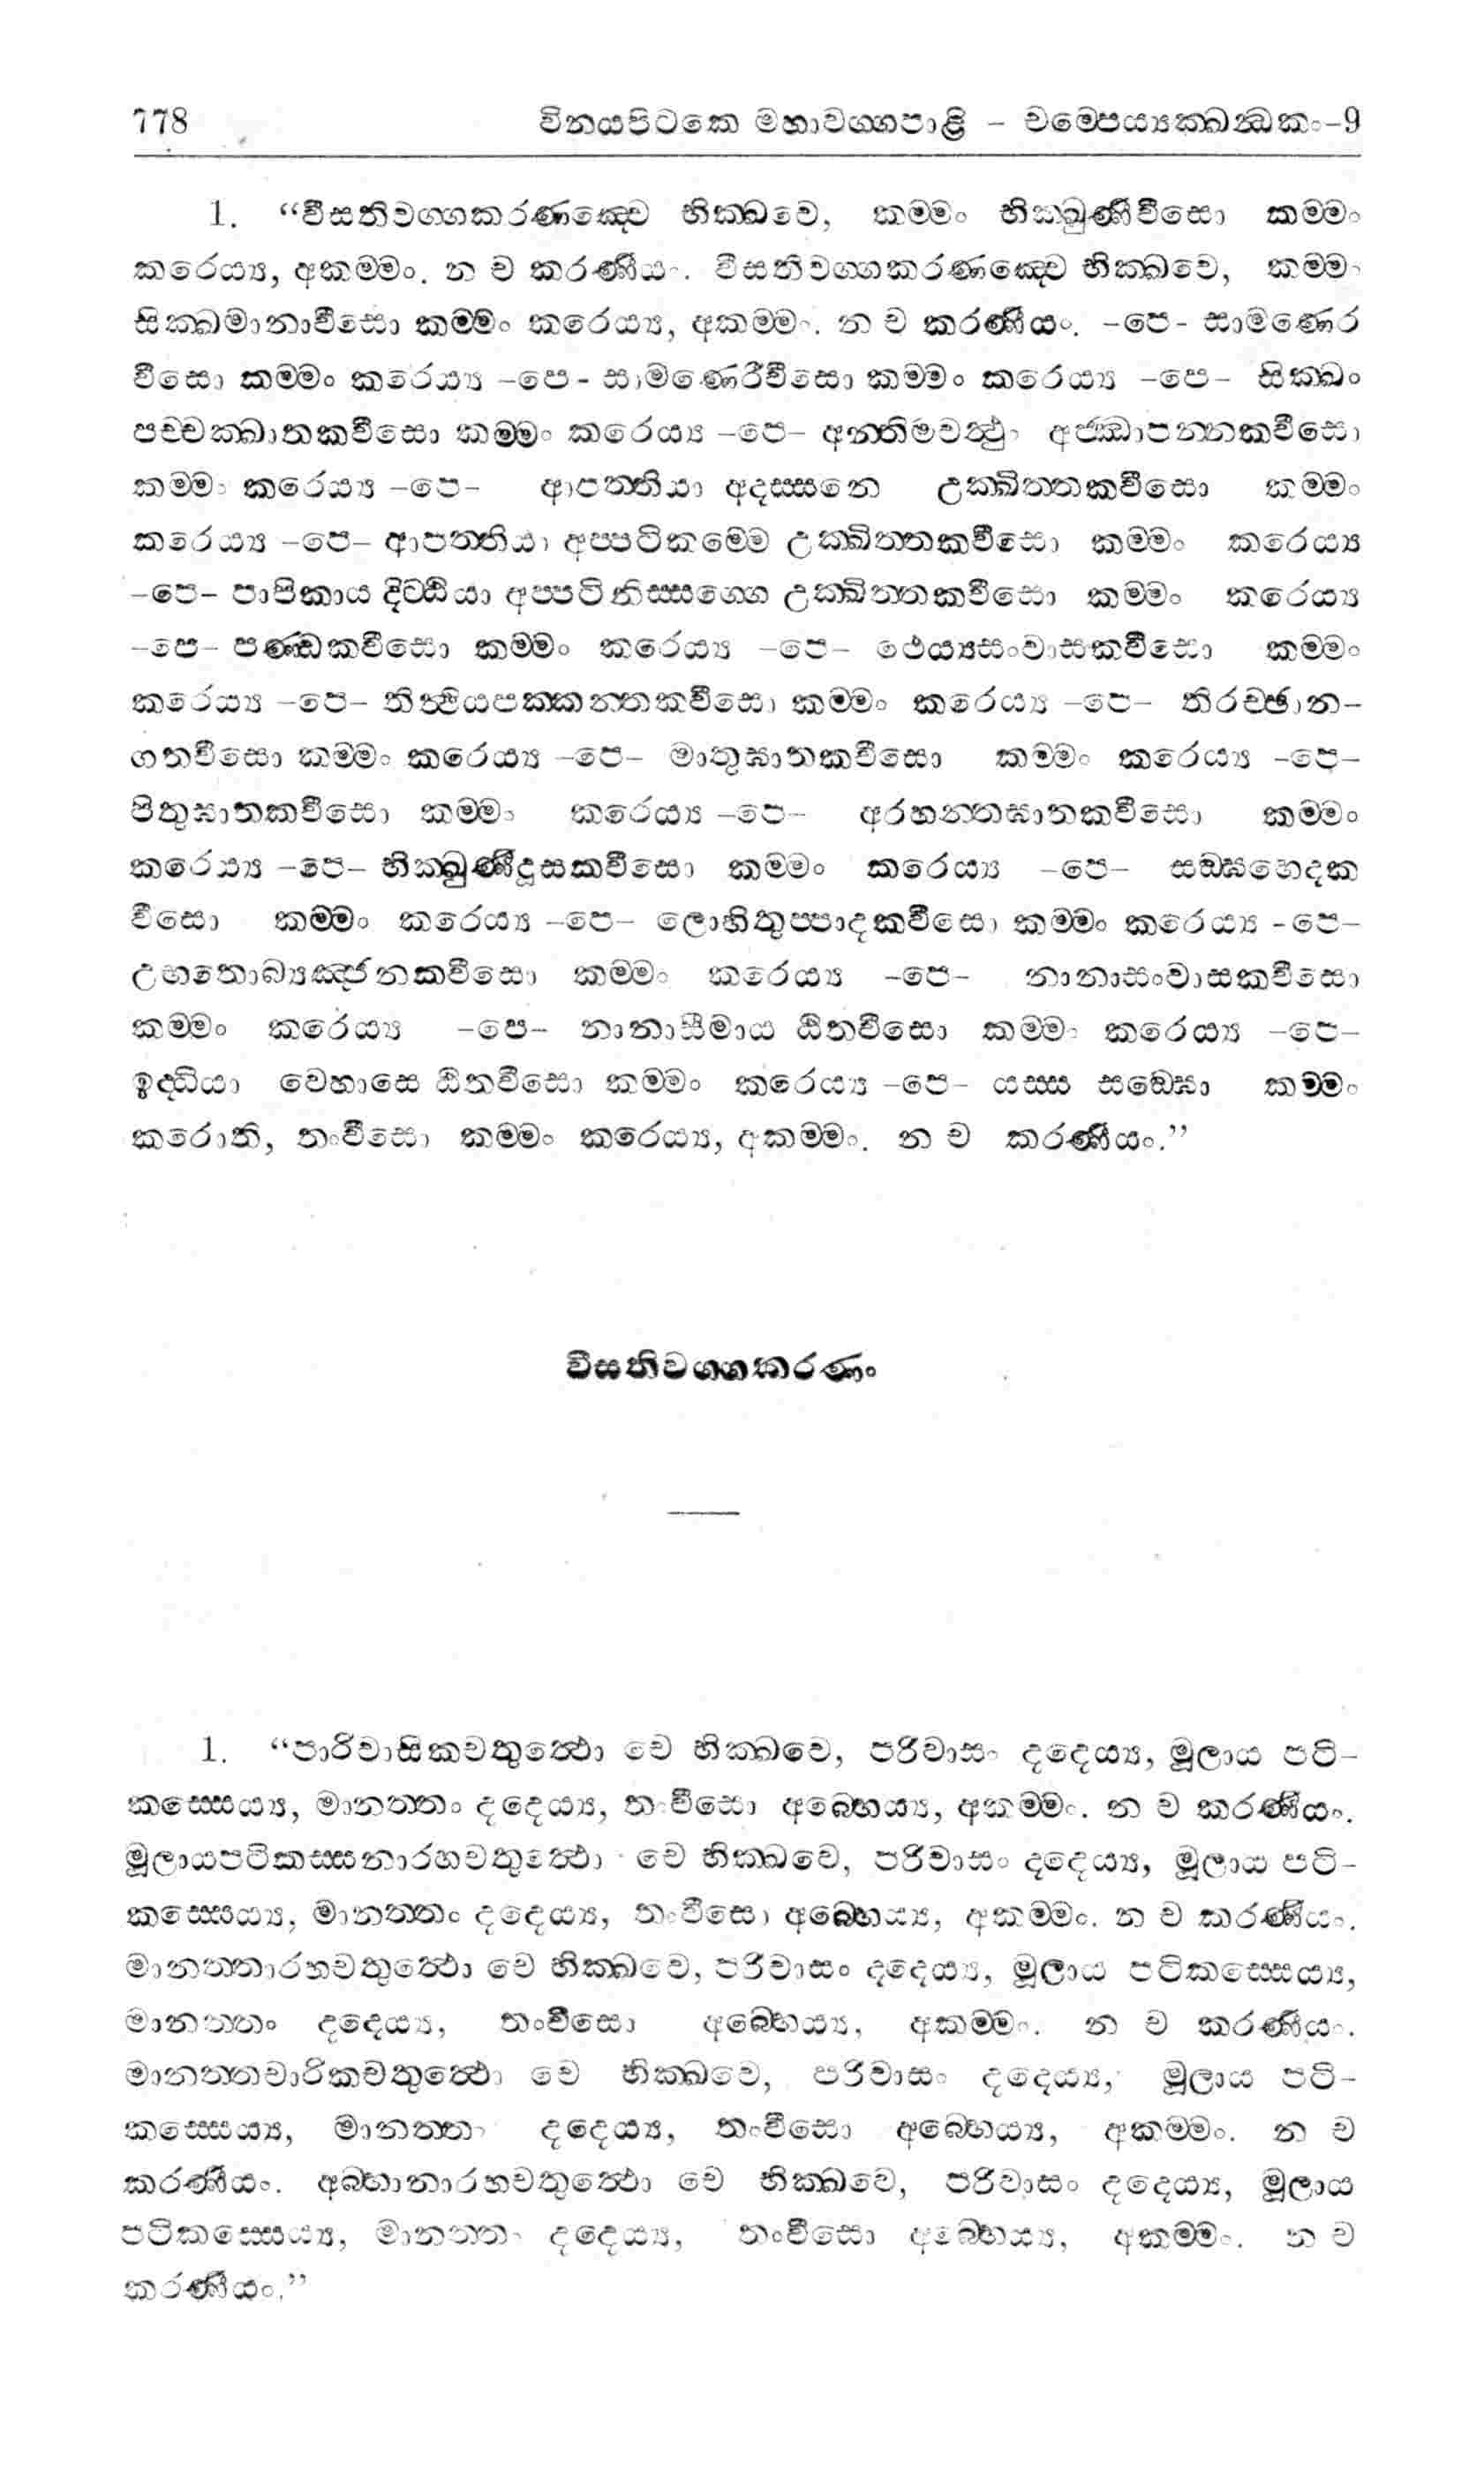 778 විනයපිටකෙ මහාවග්ගපාළි – චම්පෙය්‍යක්ඛන්ධකං-9
1. “වීසතිවග්ගකරණඤ්චෙ භික්ඛවෙ, කම්මං භික්ඛුණීවීසො කම්මං
කරෙය්‍ය, අකම්මං. න ච කරණීයං. වීසතිවග්ගකරණඤ්චෙ භික්ඛවෙ, කම්මං
සික්ඛමානාවීසො කම්මං කරෙය්‍ය, අකම්මං. න ච කරණීයං. –පෙ- සාමණෙර
වීසො කම්මං කරෙය්‍ය –පෙ- සාමණෙරීවීසො කම්මං කරෙය්‍ය –පෙ– සික්ඛං
පච්චක්ඛාතකවීසො කම්මං කරෙය්‍ය –පෙ– අන්තිමවත්ථුං අජ්ඣාපන්නකවීසො
කම්මං කරෙය්‍ය –පෙ– ආපත්තියා අදස්සනෙ උක්ඛිත්තකවීසො කම්මං
කරෙය්‍ය –පෙ– ආපත්තියා අප්පටිකම්මෙ උක්ඛිත්තකවීසො කම්මං කරෙය්‍ය
–පෙ– පාපිකාය දිට්ඨියා අප්පටිනිස්සග්ගෙ උක්ඛිත්තකවීසො කම්මං කරෙය්‍ය
–පෙ– පණ්ඩකවීසො කම්මං කරෙය්‍ය –පෙ– ථෙය්‍යසංවාසකවීසො කම්මං
කරෙය්‍ය –පෙ– තිත්ථියපක්කන්තකවීසො කම්මං කරෙය්‍ය –පෙ– තිරච්ඡාන–
ගතවීසො කම්මං කරෙය්‍ය –පෙ– මාතුඝාතකවීසො කම්මං කරෙය්‍ය –පෙ–
පිතුඝාතකවීසො කම්මං කරෙය්‍ය –පෙ– අරහන්තඝාතකවීසො කම්මං
කරෙය්‍ය –පෙ– භික්ඛුණීදූසකවීසො කම්මං කරෙය්‍ය –පෙ– සඞ්ඝභෙදක
වීසො කම්මං කරෙය්‍ය –පෙ– ලොහිතුප්පාදකවීසො කම්මං කරෙය්‍ය -පෙ–
උභතොබ්‍යඤ්ජනකවීසො කම්මං කරෙය්‍ය –පෙ– නානාසංවාසකවීසො
කම්මං කරෙය්‍ය –පෙ– නානාසීමාය ඨිතවීසො කම්මං කරෙය්‍ය –පෙ–
ඉද්ධියා වෙහාසෙ ඨිතවීසො කම්මං කරෙය්‍ය –පෙ– යස්ස සඞ්ඝො කම්මං
කරොති, තංවීසො කම්මං කරෙය්‍ය, අකම්මං. න ච කරණීයං.”
වීසතිවග්ගකරණං
1. “පාරිවාසිකචතුත්ථො චෙ භික්ඛවෙ, පරිවාසං දදෙය්‍ය, මූලාය පටි–
කස්සෙය්‍ය, මානත්තං දදෙය්‍ය, තංවීසො අබ්භෙය්‍ය, අකම්මං. න ච කරණීයං.
මූලායපටිකස්සනාරහචතුත්ථො චෙ භික්ඛවෙ, පරිවාසං දදෙය්‍ය, මූලාය පටි–
කස්සෙය්‍ය, මානත්තං දදෙය්‍ය, තංවීසො අබ්භෙය්‍ය, අකම්මං. න ච කරණීයං.
මානත්තාරහචතුත්ථො චෙ භික්ඛවෙ, පරිවාසං දදෙය්‍ය, මූලාය පටිකස්සෙය්‍ය,
මානත්තං දදෙය්‍ය, තංවීසො අබ්භෙය්‍ය, අකම්මං. න ච කරණීයං.
මානත්තචාරිකචතුත්ථො චෙ භික්ඛවෙ, පරිවාසං දදෙය්‍ය, මූලාය පටි–
කස්සෙය්‍ය, මානත්තං දදෙය්‍ය, තංවීසො අබ්භෙය්‍ය, අකම්මං. න ච
කරණීයං. අබ්භානාරහචතුත්ථො චෙ භික්ඛවෙ, පරිවාසං දදෙය්‍ය, මූලාය
පටිකස්සෙය්‍ය, මානත්තං දදෙය්‍ය, තංවීසො අබ්භෙය්‍ය, අකම්මං. න ච
කරණීයං.”